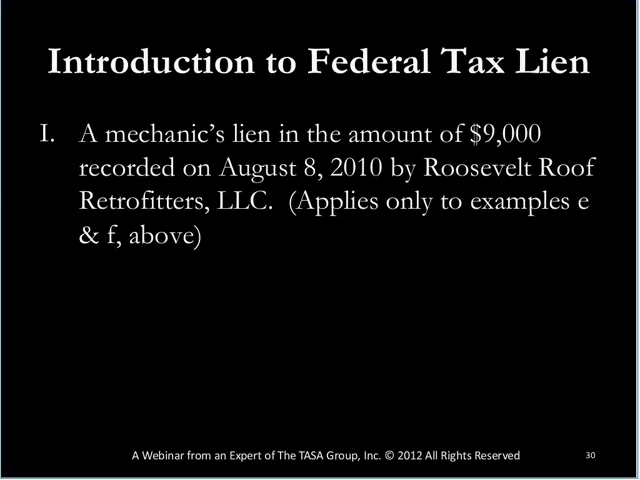 Introduction to Federal Tax Lien
I. A mechanic’s lien in the amount of $9,000
recorded on August 8, 2010 by Roosevelt Roof
Retrofitters, LLC.  (Applies only to examples e
& f, above)
A Webinar from an Expert of The TASA Group, Inc. © 2012 All Rights Reserved
30